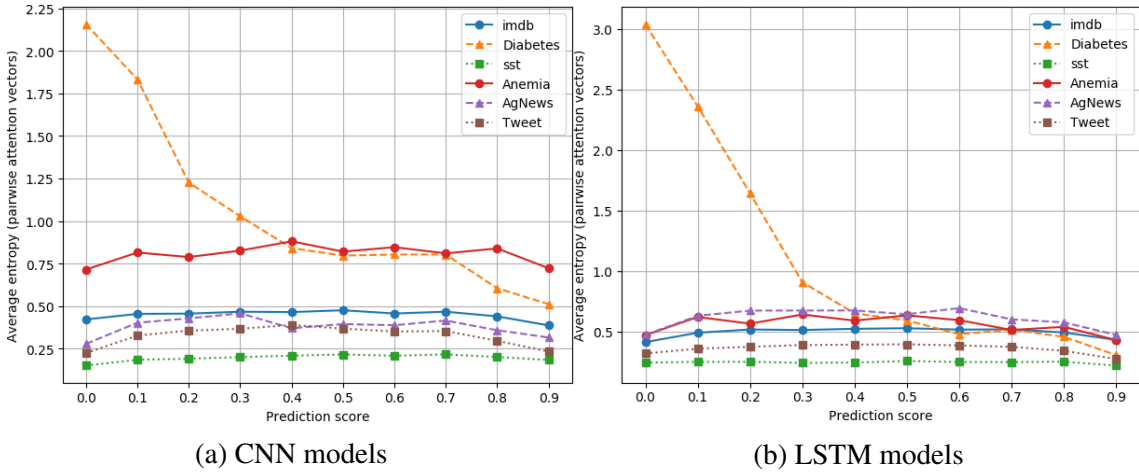 2.25
2.00
1.75
1.50
1.25
1.00
0.75
0.50
0.25
Average entropy (pairwise attention vectors)
imdb
Diabetes
sst
Anemia
AgNews
Tweet
0.0 0.1 0.2 0.3 0.4 0.5 0.6 0.7 0.8 0.9
Prediction score
(a) CNN models
3.0
2.5
2.0
1.5
1.0
0.5
Average entropy (pairwise attention vectors)
imdb
Diabetes
sst
Anemia
AgNews
Tweet
0.0 0.1 0.2 0.3 0.4 0.5 0.6 0.7 0.8 0.9
Prediction score
(b) LSTM models